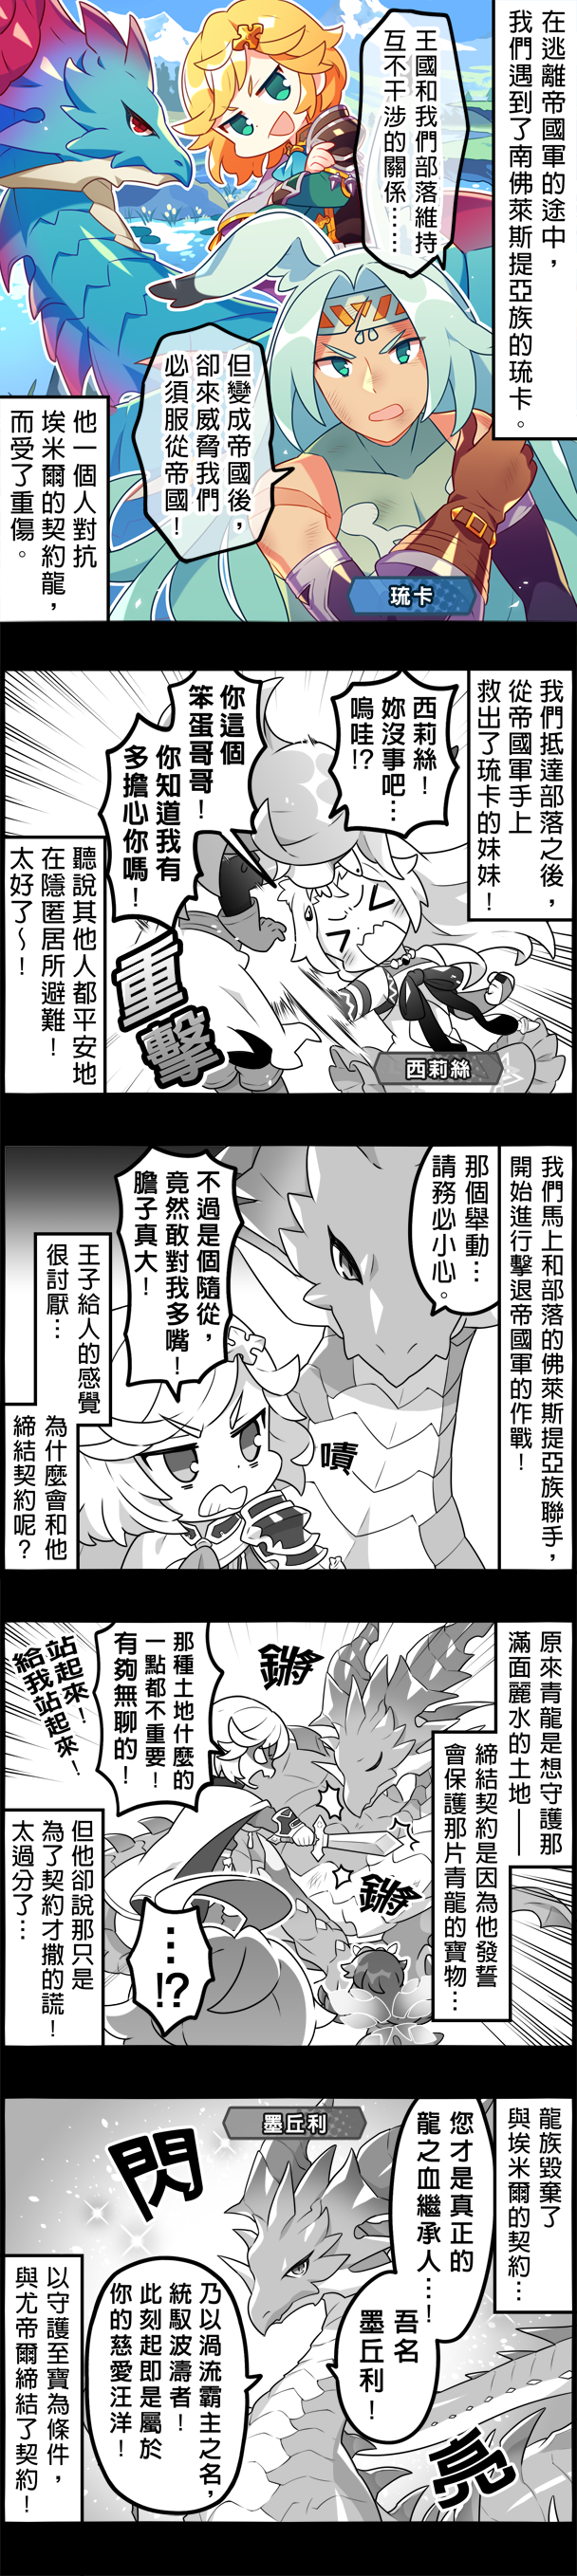 在逃離帝國軍的途中，
我們遇到了南佛萊斯提亞族的琉卡。
王國和我們部落維持
互不干涉的關係……
但變成帝國後，
卻來威脅我們
必須服從帝國！
琉卡
他一個人對抗
埃米爾的契約龍，
而受了重傷。
我們抵達部落之後，
從帝國軍手上
救出了琉卡的妹妹！
西莉絲！
妳沒事吧…
嗚哇!?
你這個
笨蛋哥哥！
你知道我有
多擔心你嗎！
重擊
西莉絲
聽說其他人都平安地
在隱匿居所避難！
太好了～！
我們馬上和部落的佛萊斯提亞族聯手，
開始進行擊退帝國軍的作戰！
那個舉動…
請務必小心。
不過是個隨從，
竟然敢對我多嘴！
膽子真大！
嘖
王子給人的感覺
很討厭…
為什麼會和他
締結契約呢？
原來青龍是想守護那
滿面麗水的土地——
締結契約是因為他發誓
會保護那片青龍的寶物…
鏘
鏘
那種土地什麼的
一點都不重要！
有夠無聊的！
站起來！
給我站起來！
…!?
但他卻說那只是
為了契約才撒的謊！
太過分了…
龍族毀棄了
與埃米爾的契約…
您才是真正的
龍之血繼承人…！
吾名
墨丘利！
墨丘利
閃
乃以渦流霸主之名，
統馭波濤者！
此刻起即是屬於
你的慈愛汪洋！
亮
以守護至寶為條件，
與尤帝爾締結了契約！